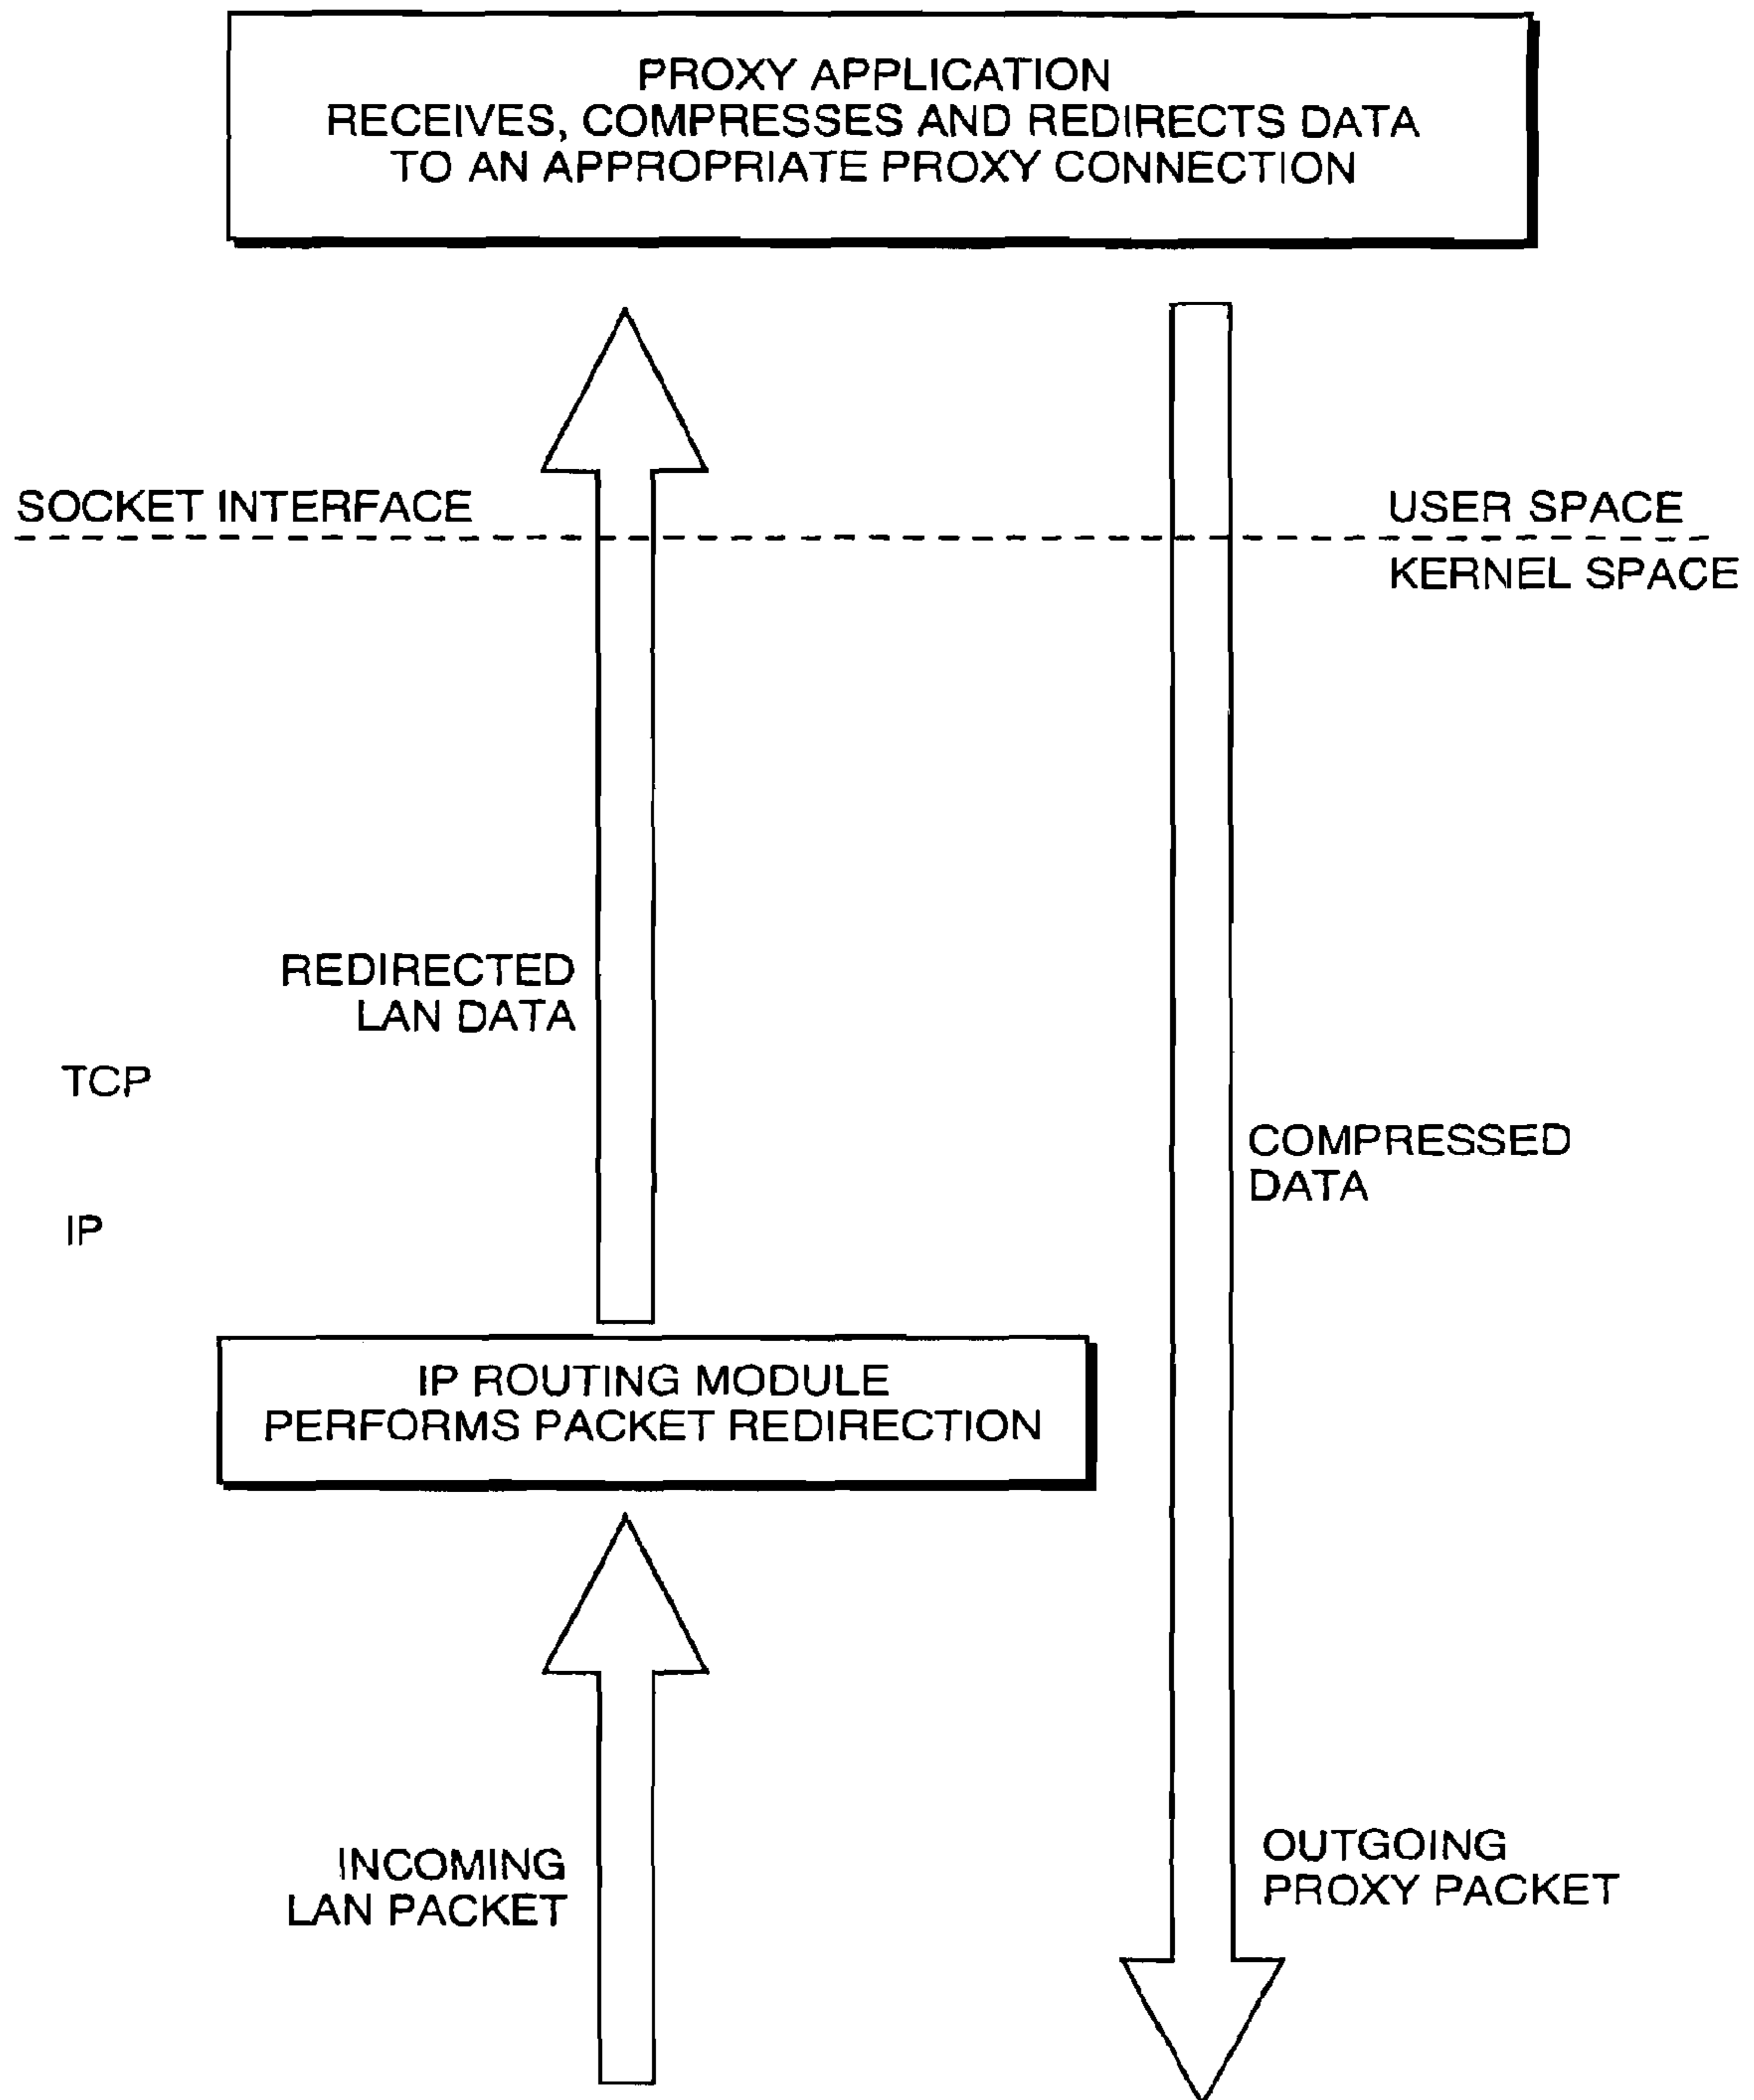 PROXY APPLICATION
RECEIVES, COMPRESSES AND REDIRECTS DATA
TO AN APPROPRIATE PROXY CONNECTION
SOCKET INTERFACE
USER SPACE
KERNEL SPACE
REDIRECTED
LAN DATA
TCP
COMPRESSED
DATA
IP
IP ROUTING MODULE
PERFORMS PACKET REDIRECTION
INCOMING
LAN PACKET
OUTGOING
PROXY PACKET